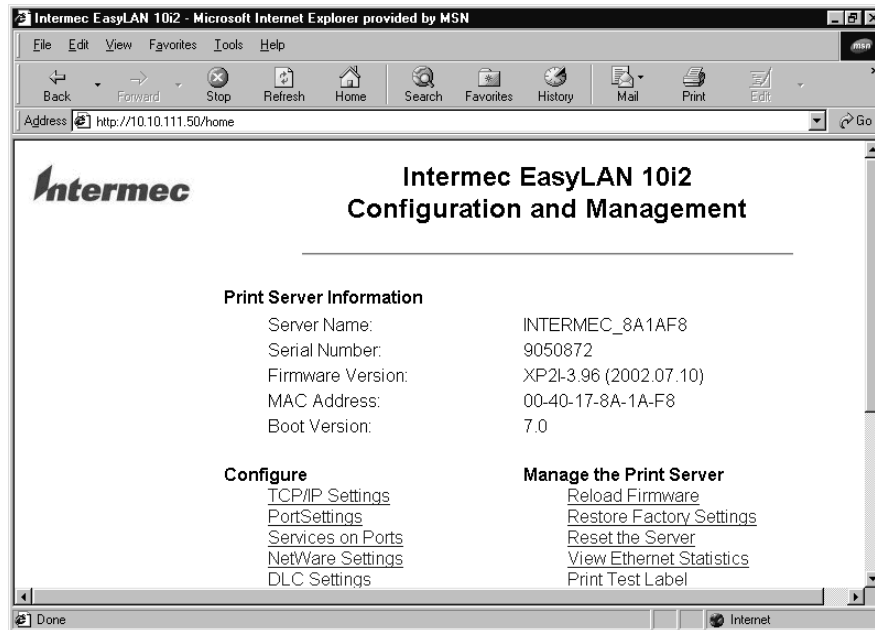 Intermec EasyLAN 10i2 - Microsoft Internet Explorer provided by MSN
File Edit View Favorites Tools Help
msn
Back Forward Stop Refresh Home Search Favorites History Mail Print Edit
Address http://10.10.111.50/home Go
Intermec
Intermec EasyLAN 10i2
Configuration and Management
Print Server Information
Server Name: INTERMEC_8A1AF8
Serial Number: 9050872
Firmware Version: XP2I-3.96 (2002.07.10)
MAC Address: 00-40-17-8A-1A-F8
Boot Version: 7.0
Configure Manage the Print Server
TCP/IP Settings Reload Firmware
PortSettings Restore Factory Settings
Services on Ports Reset the Server
NetWare Settings View Ethernet Statistics
DLC Settings Print Test Label
Done Internet